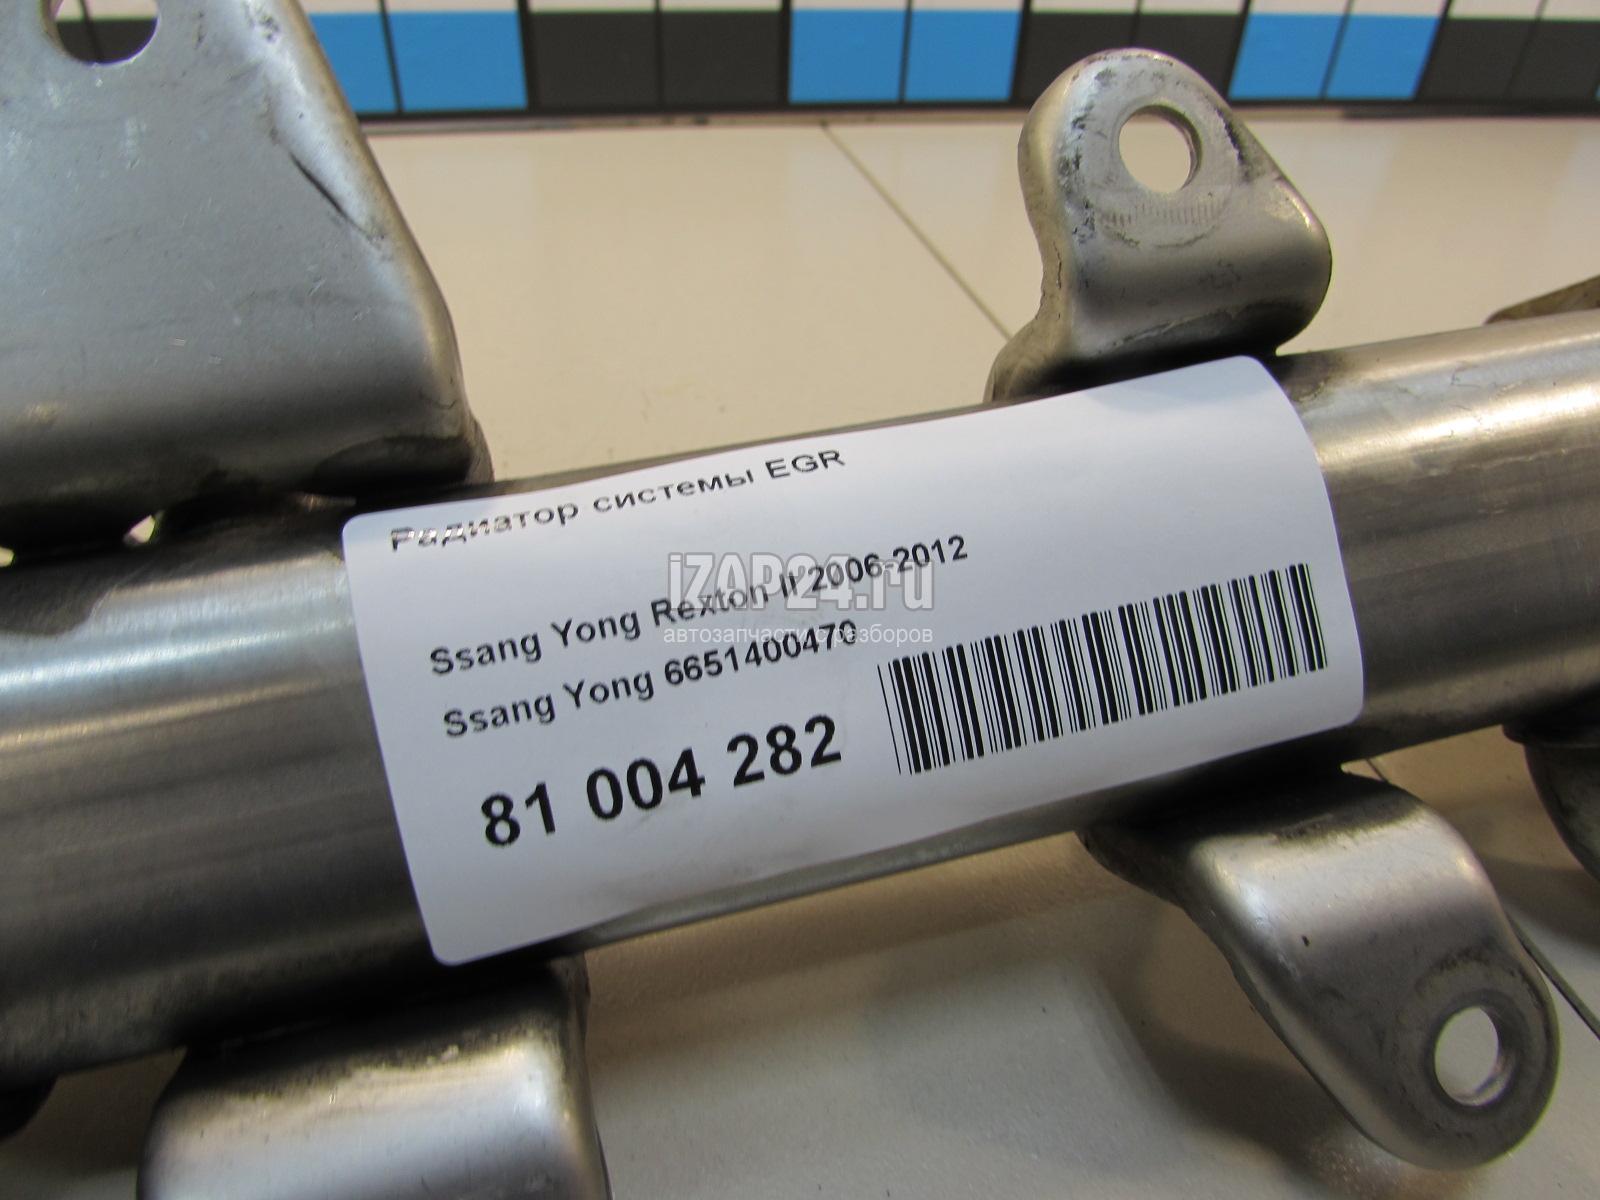 Радиатор системы EGR
Ssang Yong Rexton II 2006-2012
Ssang Yong 6651400470
81 004 282
iZAP24.ru
автозапчасти с разборов